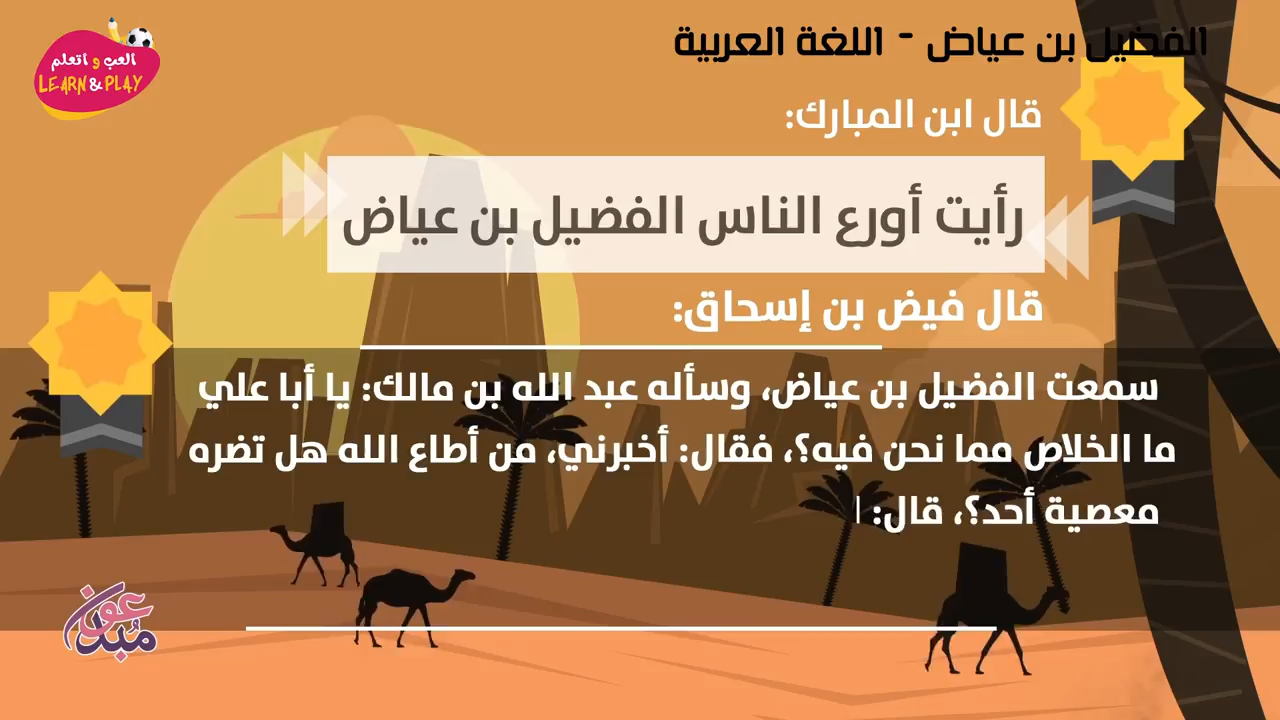 الفضيل بن عياض - اللغة العربية
العب و أتعلم
LEARN & PLAY
قال ابن المبارك:
رأيت أورع الناس الفضيل بن عياض
قال فيض بن إسحاق:
سمعت الفضيل بن عياض، وسأله عبد الله بن مالك: يا أبا علي
ما الخلاص مما نحن فيه؟، فقال: أخبرني، من أطاع الله هل تضره
معصية أحد؟، قال:
مُبدعون